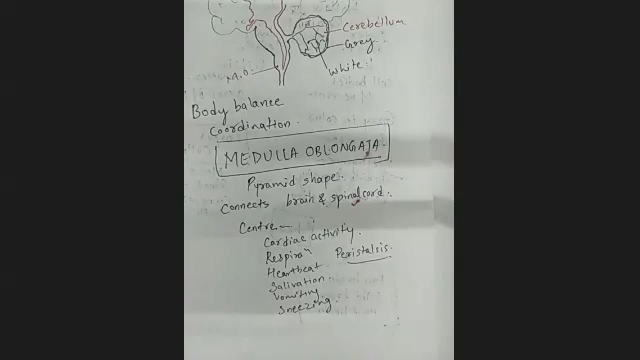 Cerebellum
Grey
White
M.O
Body balance
Coordination.
MEDULLA OBLONGATA
Pyramid shape.
Connects brain & spinal cord.
Centre -
Cardiac activity.
Respiraⁿ
Peristalsis.
Heartbeat
Salivation
Vomiting
Sneezing.